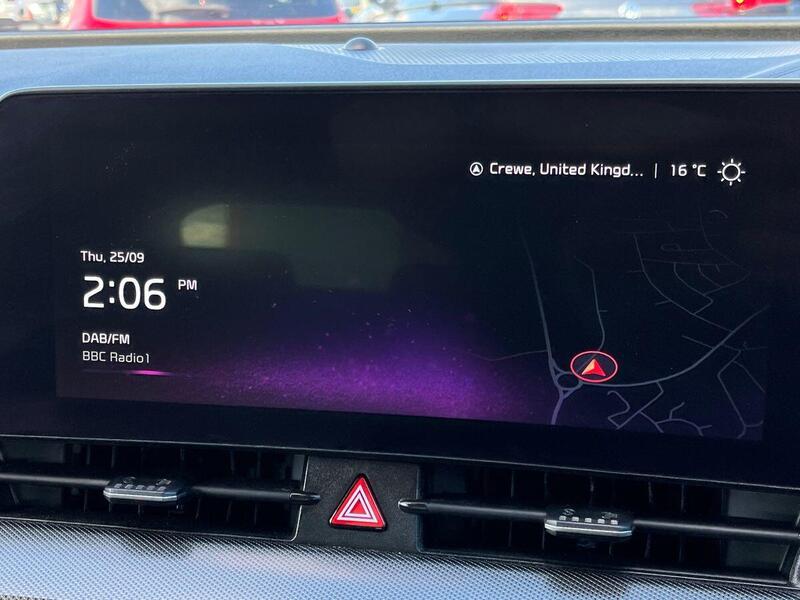 Crewe, United Kingd... | 16 °C
Thu, 25/09
2:06 PM
DAB/FM
BBC Radio1